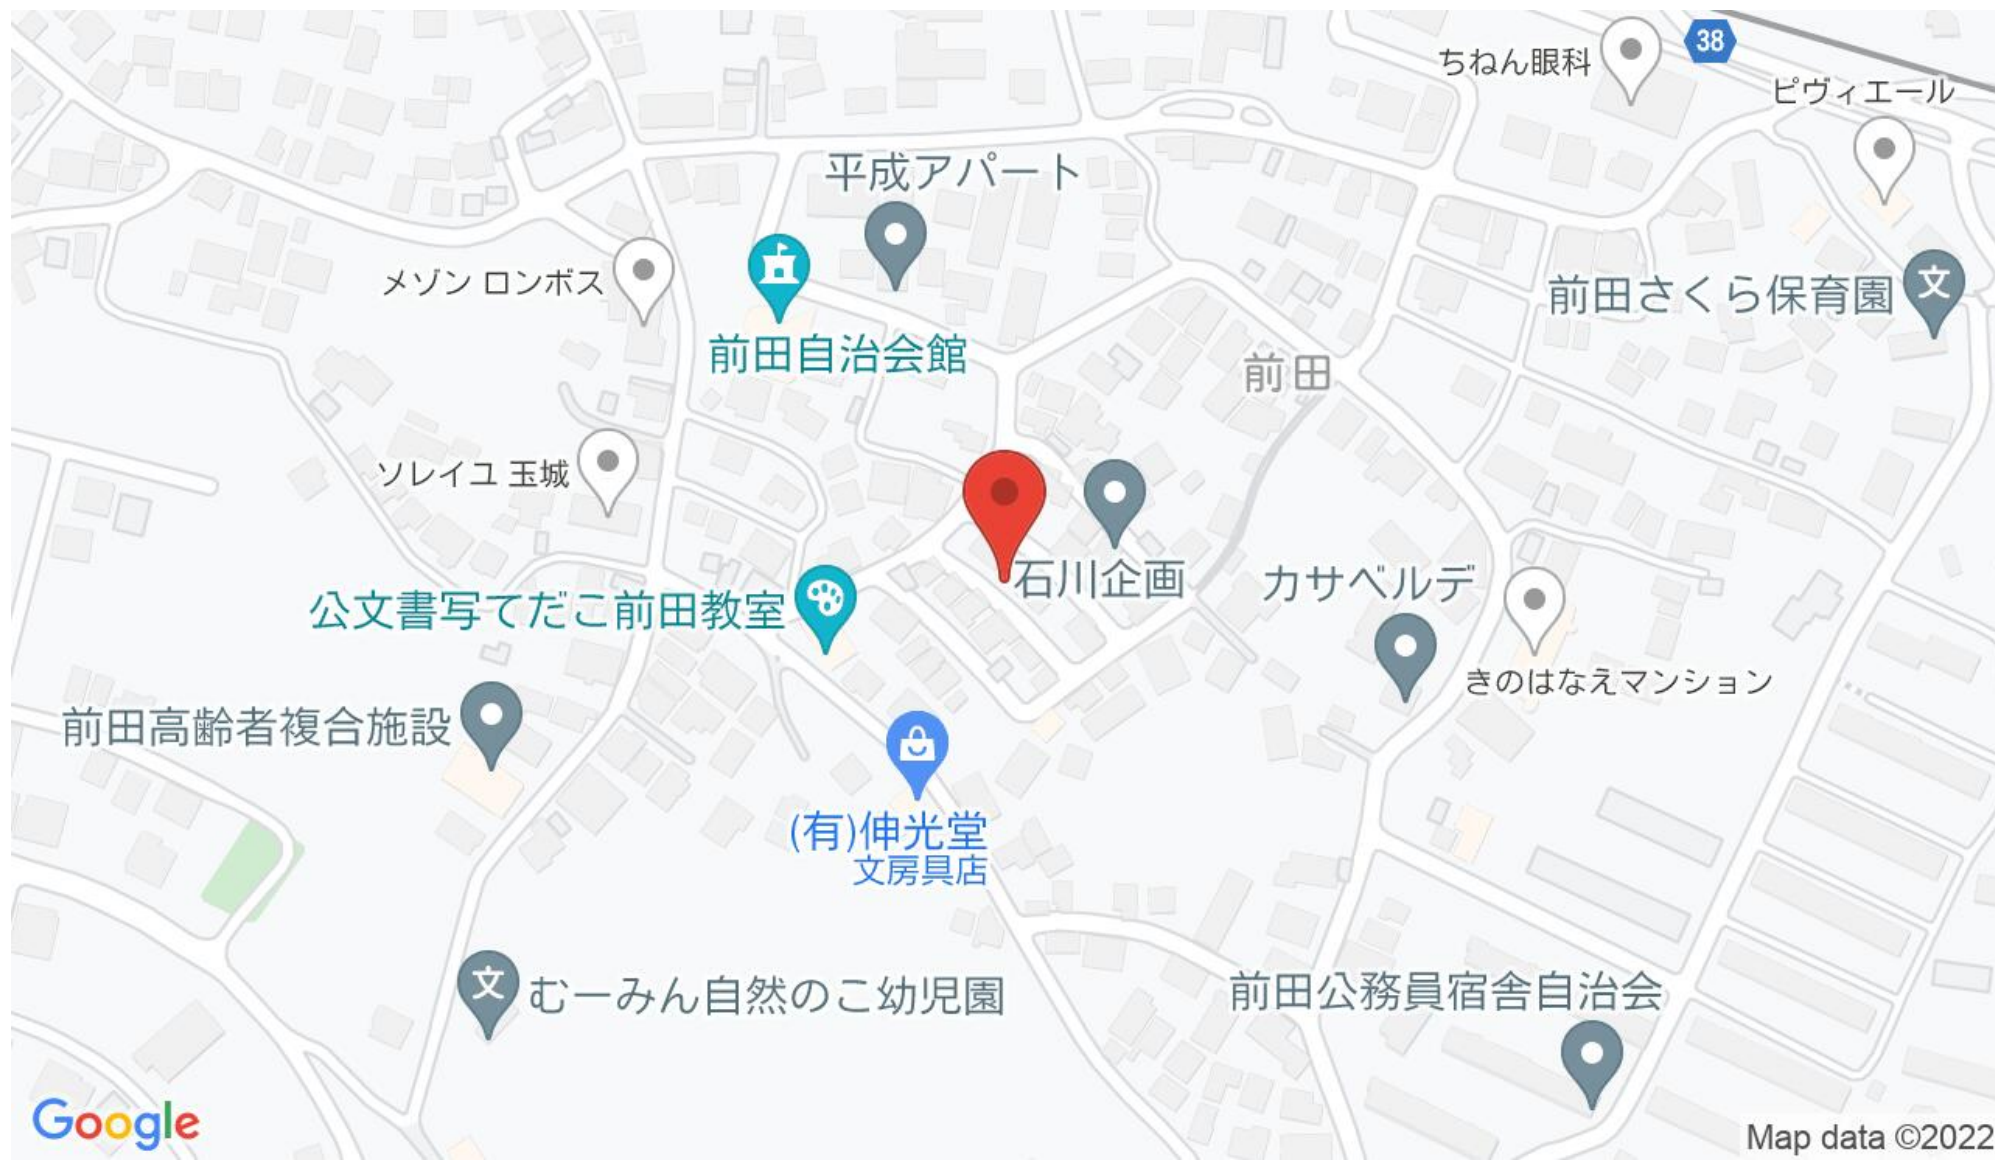 38
ちねん眼科
ピヴィエール
平成アパート
メゾン ロンボス
文
前田さくら保育園
前田自治会館
前田
ソレイユ 玉城
石川企画
カサベルデ
公文書写てだこ前田教室
きのはなえマンション
前田高齢者複合施設
(有)伸光堂
文房具店
文
むーみん自然のこ幼児園
前田公務員宿舎自治会
Google
Map data ©2022